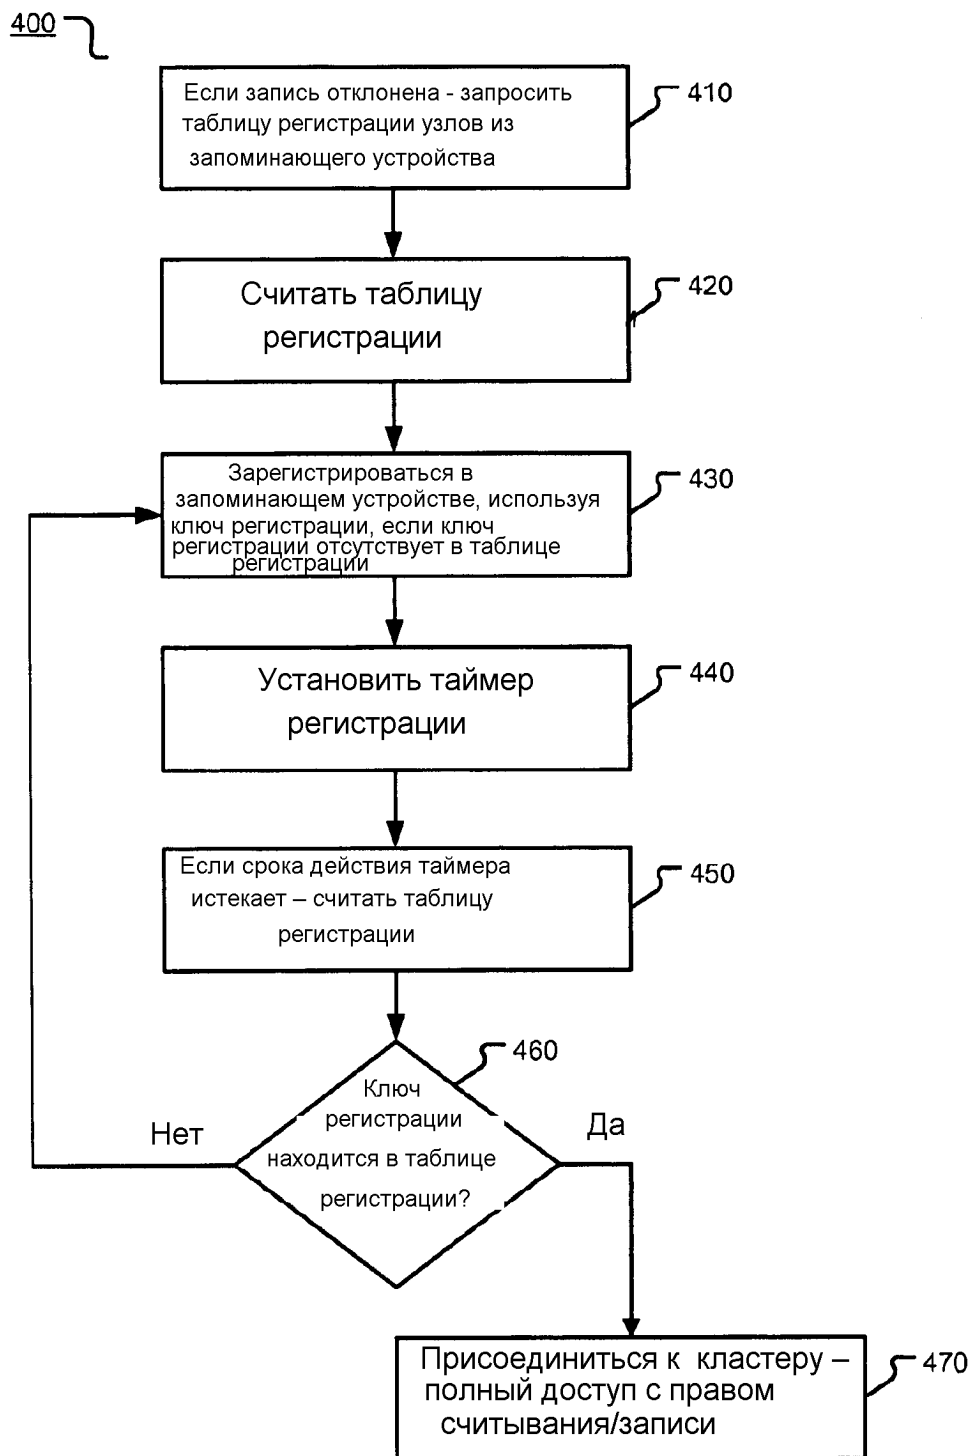 400
Если запись отклонена - запросить
таблицу регистрации узлов из
запоминающего устройства
410
Считать таблицу
регистрации
420
Зарегистрироваться в
запоминающем устройстве, используя
ключ регистрации, если ключ
регистрации отсутствует в таблице
регистрации
430
Установить таймер
регистрации
440
Если срока действия таймера
истекает – считать таблицу
регистрации
450
460
Ключ
регистрации
находится в таблице
регистрации?
Нет
Да
Присоединиться к кластеру –
полный доступ с правом
считывания/записи
470